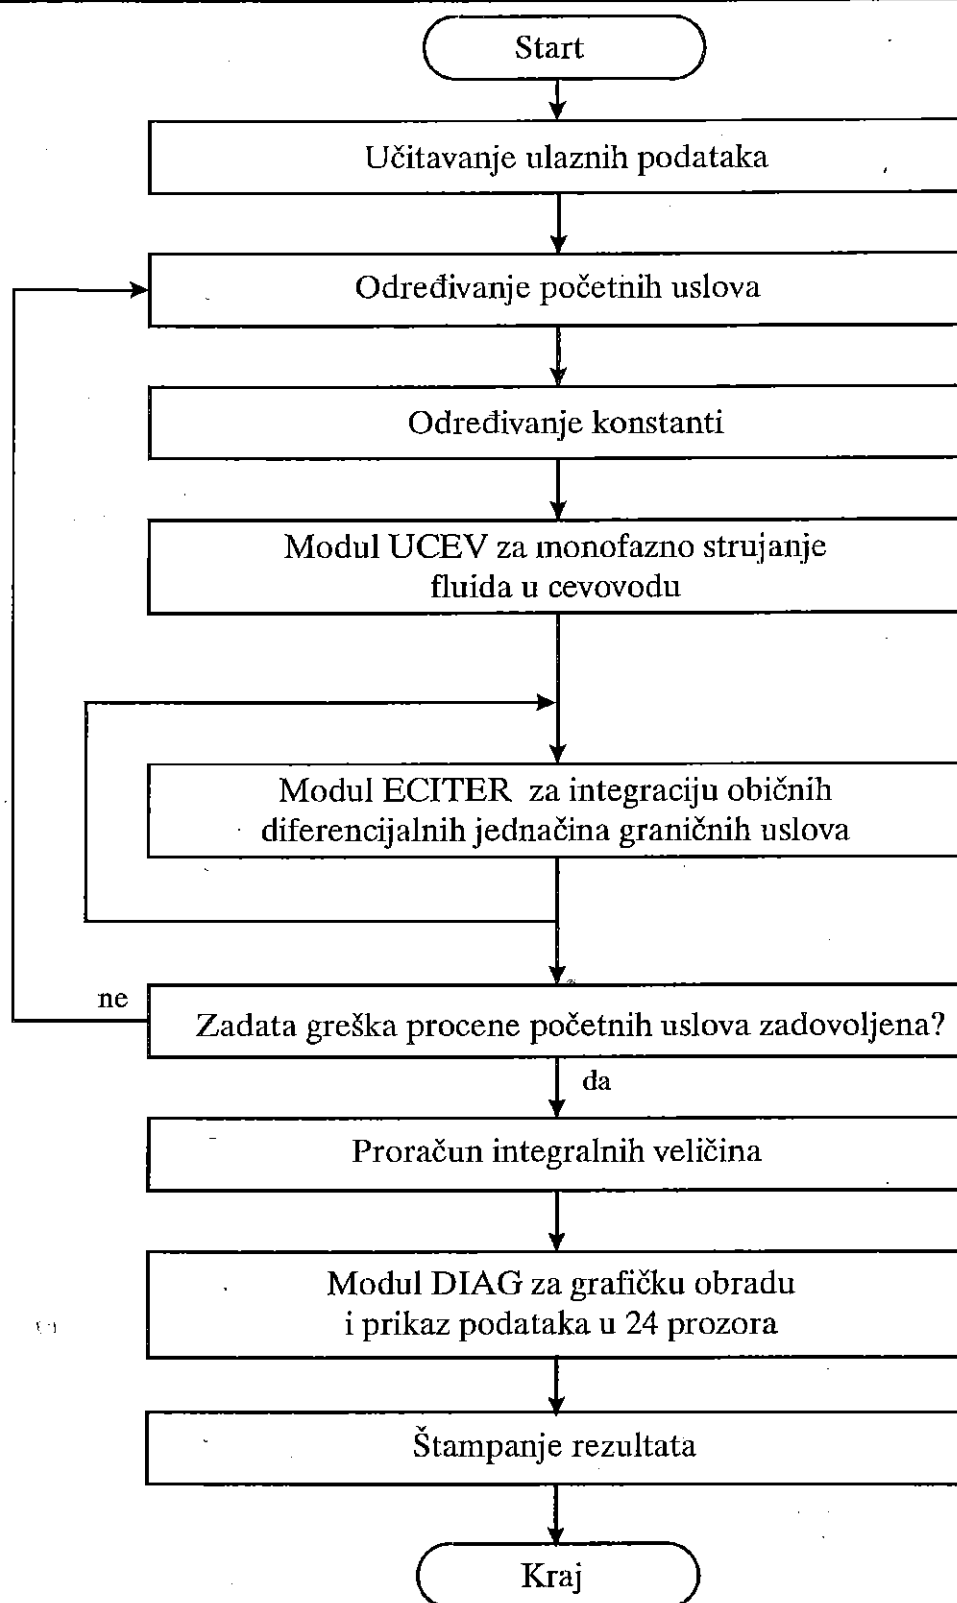 Start
Učitavanje ulaznih podataka
Određivanje početnih uslova
Određivanje konstanti
Modul UCEV za monofazno strujanje
fluida u cevovodu
Modul ECITER za integraciju običnih
diferencijalnih jednačina graničnih uslova
ne
Zadata greška procene početnih uslova zadovoljena?
da
Proračun integralnih veličina
Modul DIAG za grafičku obradu
i prikaz podataka u 24 prozora
Štampanje rezultata
Kraj